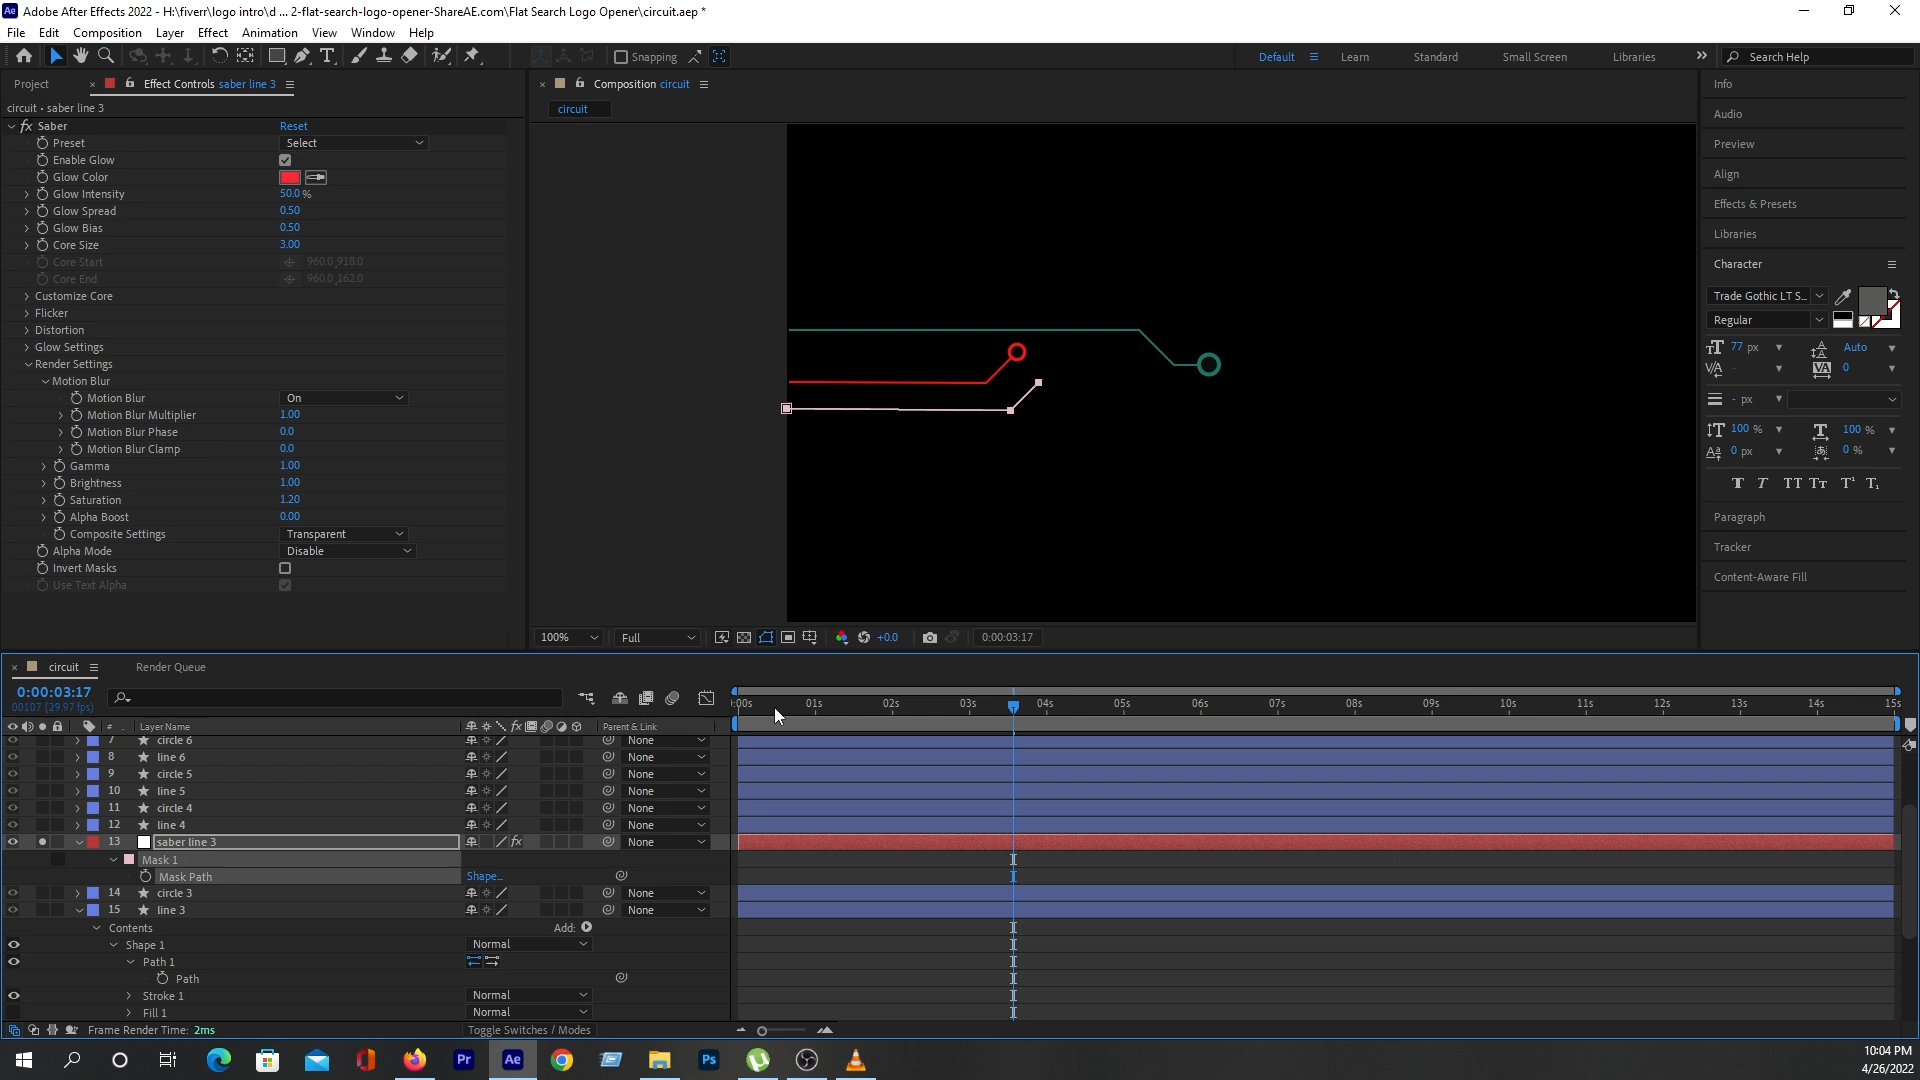 Adobe After Effects 2022 - H:\fiverr\logo intro\d ... 2-flat-search-logo-opener-ShareAE.com\Flat Search Logo Opener\circuit.aep *
File Edit Composition Layer Effect Animation View Window Help
Snapping
Default Learn Standard Small Screen Libraries Search Help
Project Effect Controls saber line 3
Composition circuit
circuit • saber line 3
circuit
fx Saber Reset
Preset Select
Enable Glow
Glow Color
Glow Intensity 50.0 %
Glow Spread 0.50
Glow Bias 0.50
Core Size 3.00
Core Start 960.0,918.0
Core End 960.0,162.0
Customize Core
Flicker
Distortion
Glow Settings
Render Settings
Motion Blur
Motion Blur On
Motion Blur Multiplier 1.00
Motion Blur Phase 0.0
Motion Blur Clamp 0.0
Gamma 1.00
Brightness 1.00
Saturation 1.20
Alpha Boost 0.00
Composite Settings Transparent
Alpha Mode Disable
Invert Masks
Use Text Alpha
100% Full +0.0 0:00:03:17
Info
Audio
Preview
Align
Effects & Presets
Libraries
Character
Trade Gothic LT S...
Regular
77 px Auto
- 0
- px
100 % 100 %
0 px 0 %
T T TT Tт T¹ T₁
Paragraph
Tracker
Content-Aware Fill
circuit Render Queue
0:00:03:17
00107 (29.97 fps)
:00s 01s 02s 03s 04s 05s 06s 07s 08s 09s 10s 11s 12s 13s 14s 15s
# Layer Name fx Parent & Link
7 circle 6 None
8 line 6 None
9 circle 5 None
10 line 5 None
11 circle 4 None
12 line 4 None
13 saber line 3 fx None
Mask 1
Mask Path Shape...
14 circle 3 None
15 line 3 None
Contents Add:
Shape 1 Normal
Path 1
Path
Stroke 1 Normal
Fill 1 Normal
Frame Render Time: 2ms Toggle Switches / Modes
Pr Ae Ps
10:04 PM
4/26/2022